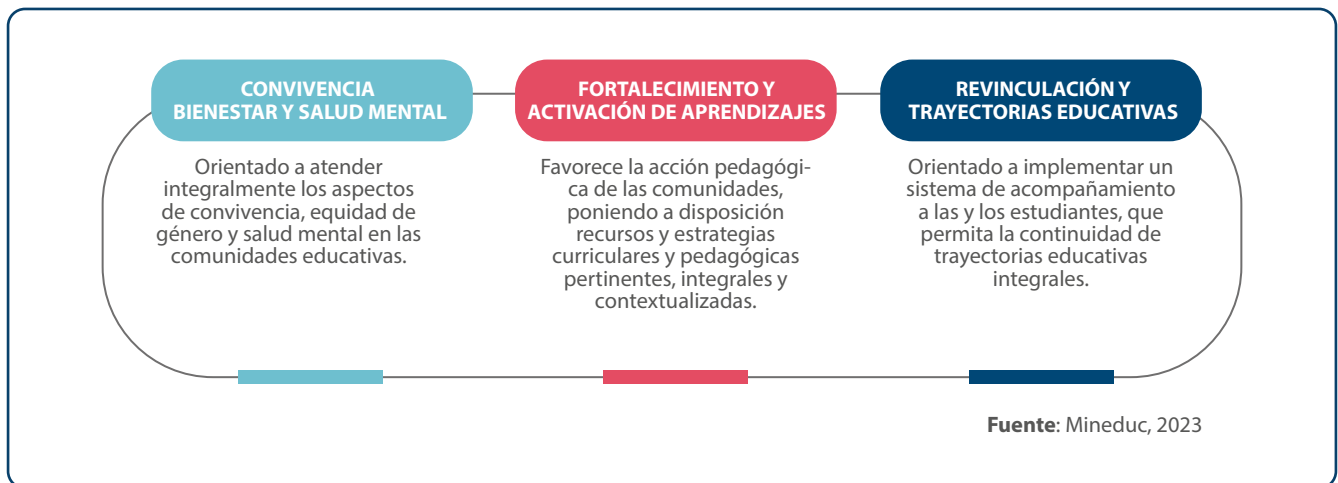 CONVIVENCIA
BIENESTAR Y SALUD MENTAL
Orientado a atender
integralmente los aspectos
de convivencia, equidad de
género y salud mental en las
comunidades educativas.
FORTALECIMIENTO Y
ACTIVACIÓN DE APRENDIZAJES
Favorece la acción pedagógi-
ca de las comunidades,
poniendo a disposición
recursos y estrategias
curriculares y pedagógicas
pertinentes, integrales y
contextualizadas.
REVINCULACIÓN Y
TRAYECTORIAS EDUCATIVAS
Orientado a implementar un
sistema de acompañamiento
a las y los estudiantes, que
permita la continuidad de
trayectorias educativas
integrales.
Fuente: Mineduc, 2023